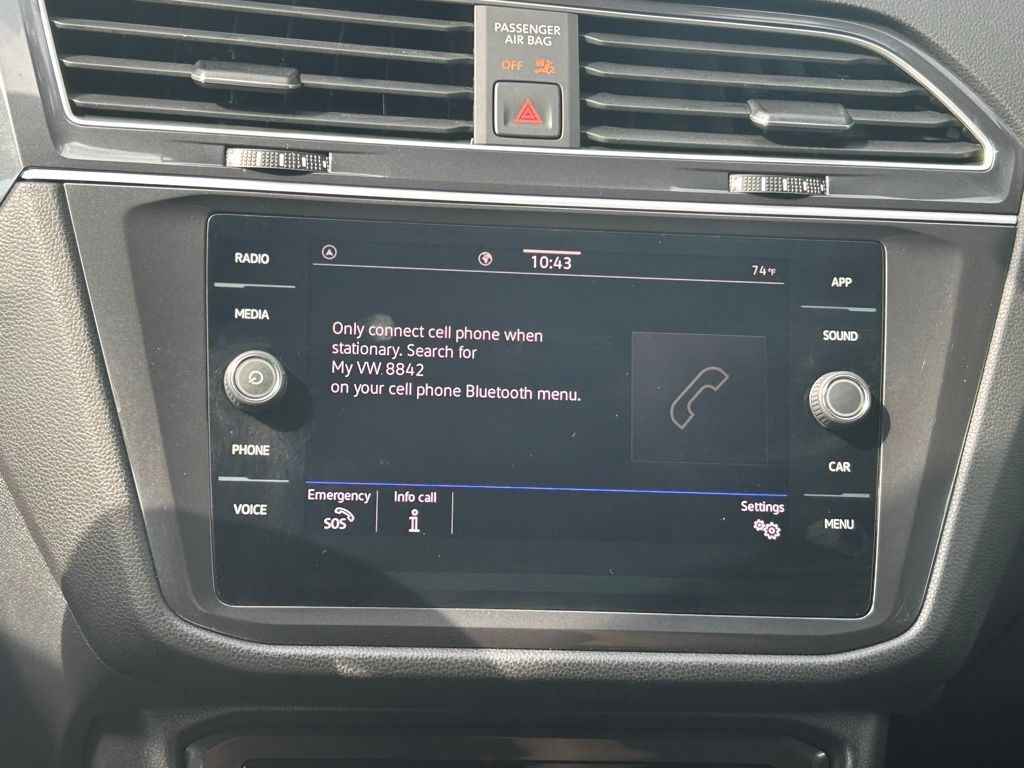 PASSENGER
AIR BAG
OFF
RADIO
MEDIA
PHONE
VOICE
10:43
74°F
Only connect cell phone when
stationary. Search for
My VW 8842
on your cell phone Bluetooth menu.
Emergency
SOS
Info call
i
Settings
APP
SOUND
CAR
MENU